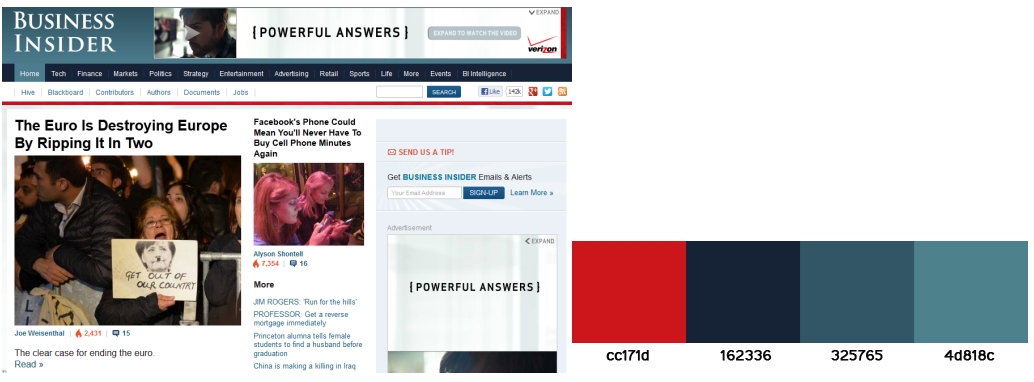 BUSINESS
INSIDER
EXPAND
{ POWERFUL ANSWERS }
EXPAND TO WATCH THE VIDEO
verizon
Home Tech Finance Markets Politics Strategy Entertainment Advertising Retail Sports Life More Events BI Intelligence
Hive | Blackboard | Contributors | Authors | Documents | Jobs |
SEARCH
Like 142k
The Euro Is Destroying Europe
By Ripping It In Two
GET OUT OF
OUR COUNTRY
Joe Weisenthal | 2,431 | 15
The clear case for ending the euro.
Read »
Facebook's Phone Could
Mean You'll Never Have To
Buy Cell Phone Minutes
Again
Alyson Shontell
7,354 | 16
More
JIM ROGERS: 'Run for the hills'
PROFESSOR: Get a reverse
mortgage immediately
Princeton alumna tells female
students to find a husband before
graduation
China is making a killing in Iraq
SEND US A TIP!
Get BUSINESS INSIDER Emails & Alerts
Your Email Address
SIGN-UP
Learn More »
Advertisement
EXPAND
{ POWERFUL ANSWERS }
cc171d
162336
325765
4d818c